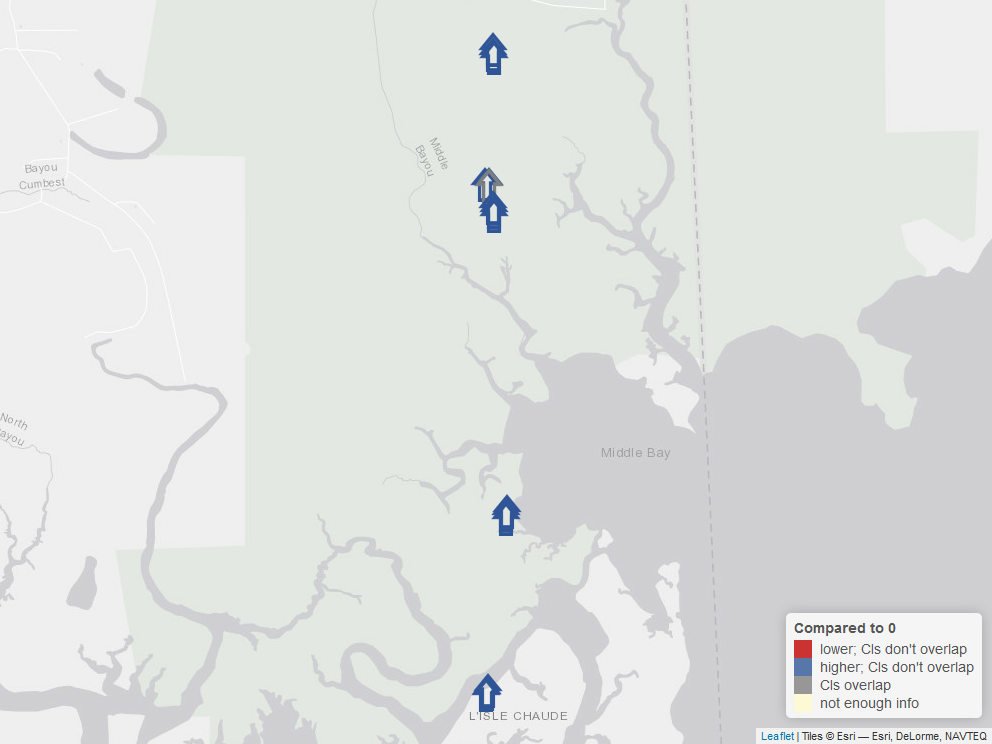 Middle
Bayou
Bayou
Cumbest
North
ayou
Middle Bay
L'ISLE CHAUDE
Compared to 0
lower; CIs don't overlap
higher; CIs don't overlap
CIs overlap
not enough info
Leaflet | Tiles © Esri — Esri, DeLorme, NAVTEQ